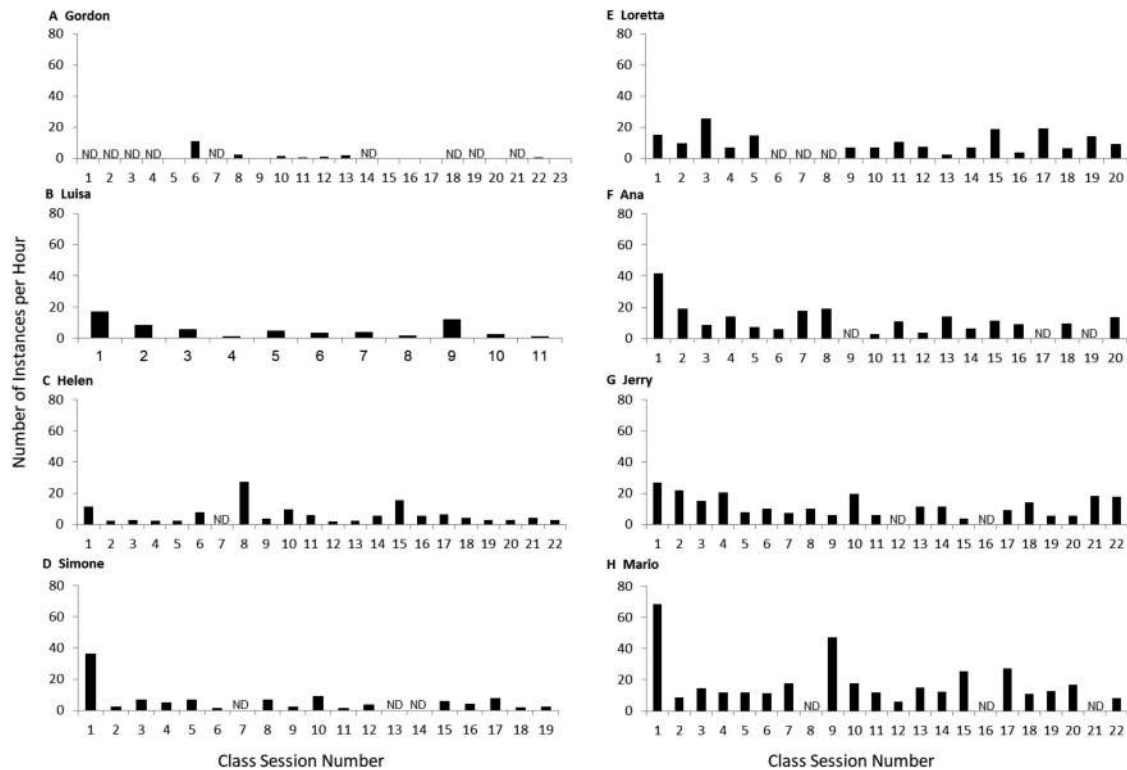 Number of Instances per Hour
A Gordon
80
60
40
20
0
ND ND ND ND ND ND ND ND ND
1 2 3 4 5 6 7 8 9 10 11 12 13 14 15 16 17 18 19 20 21 22 23
B Luisa
80
60
40
20
0
1 2 3 4 5 6 7 8 9 10 11
C Helen
80
60
40
20
0
ND
1 2 3 4 5 6 7 8 9 10 11 12 13 14 15 16 17 18 19 20 21 22
D Simone
80
60
40
20
0
ND ND ND
1 2 3 4 5 6 7 8 9 10 11 12 13 14 15 16 17 18 19
Class Session Number
E Loretta
80
60
40
20
0
ND ND ND
1 2 3 4 5 6 7 8 9 10 11 12 13 14 15 16 17 18 19 20
F Ana
80
60
40
20
0
ND ND ND
1 2 3 4 5 6 7 8 9 10 11 12 13 14 15 16 17 18 19 20
G Jerry
80
60
40
20
0
ND ND
1 2 3 4 5 6 7 8 9 10 11 12 13 14 15 16 17 18 19 20 21 22
H Mario
80
60
40
20
0
ND ND ND
1 2 3 4 5 6 7 8 9 10 11 12 13 14 15 16 17 18 19 20 21 22
Class Session Number